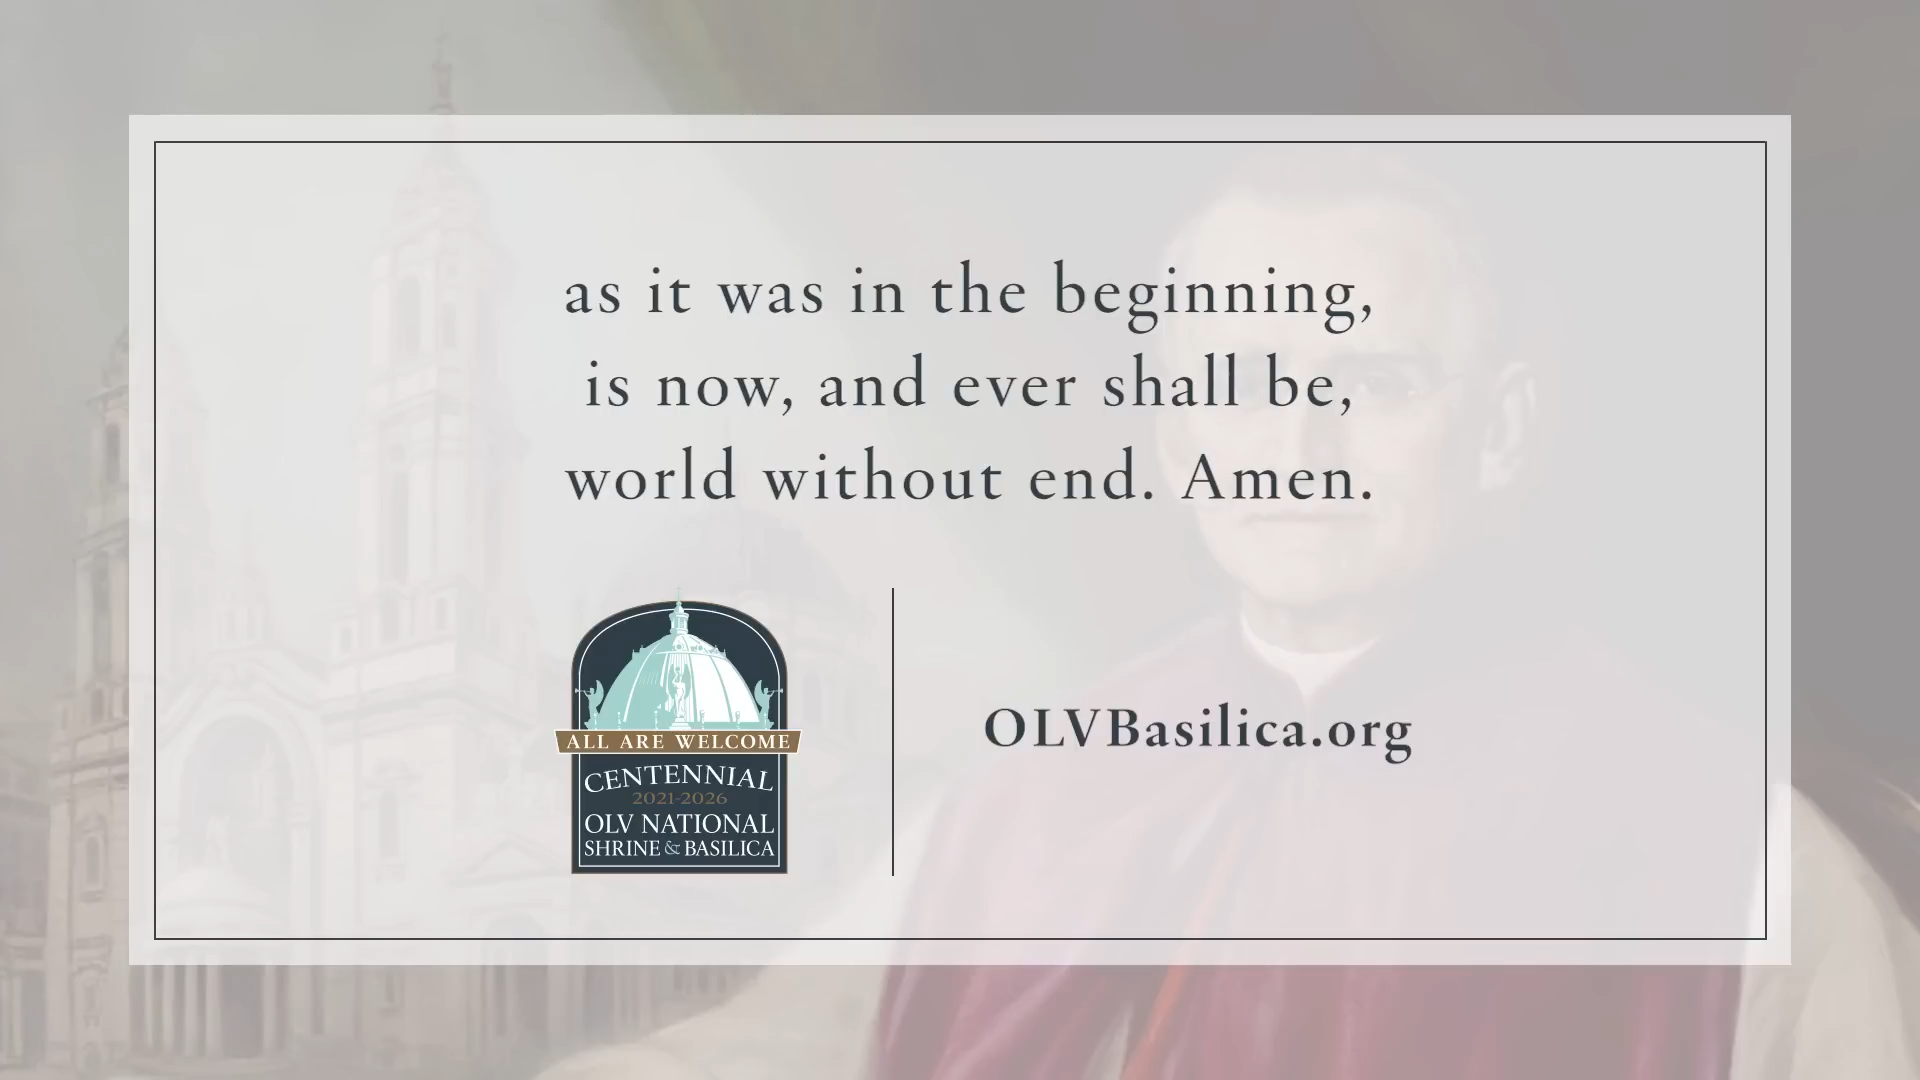 as it was in the beginning,
is now, and ever shall be,
world without end. Amen.
ALL ARE WELCOME
CENTENNIAL
2021-2026
OLV NATIONAL
SHRINE & BASILICA
OLVBasilica.org